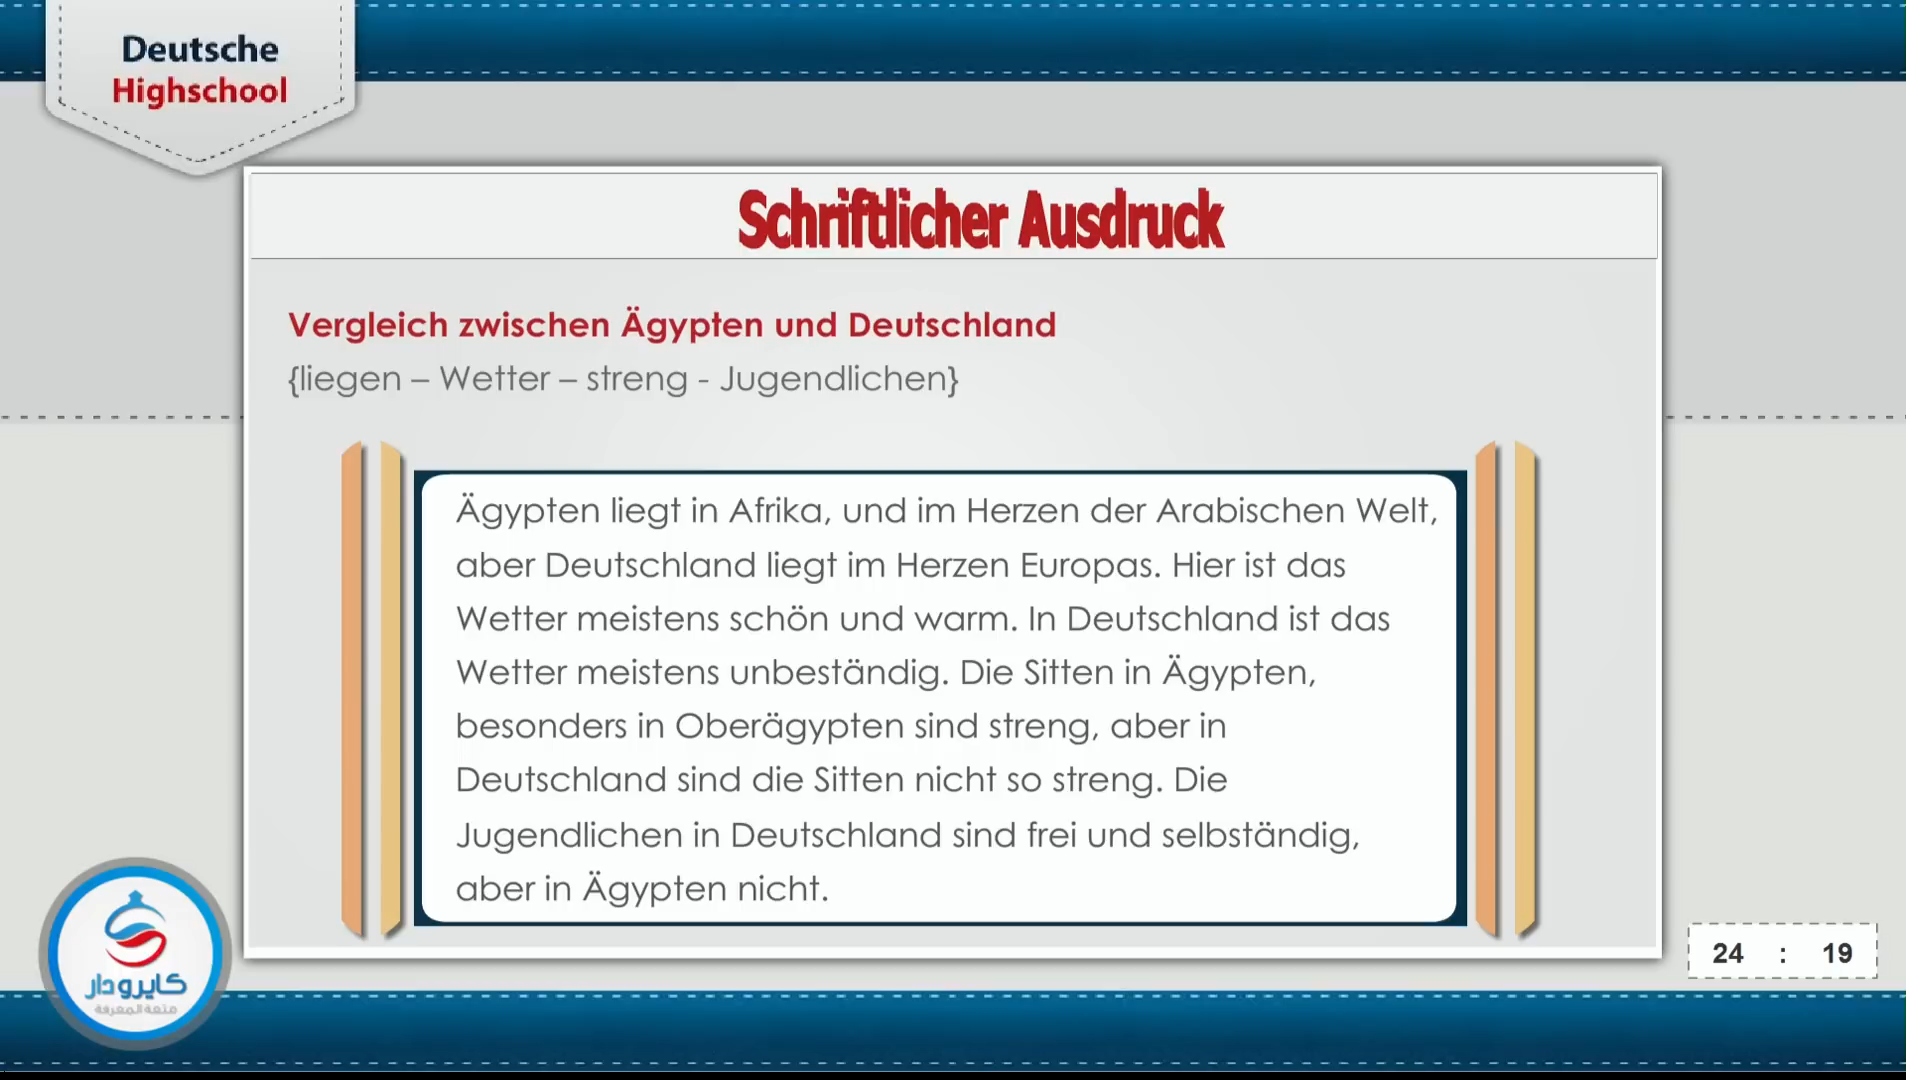 Deutsche
Highschool
Schriftlicher Ausdruck
Vergleich zwischen Ägypten und Deutschland
{liegen – Wetter – streng - Jugendlichen}
Ägypten liegt in Afrika, und im Herzen der Arabischen Welt,
aber Deutschland liegt im Herzen Europas. Hier ist das
Wetter meistens schön und warm. In Deutschland ist das
Wetter meistens unbeständig. Die Sitten in Ägypten,
besonders in Oberägypten sind streng, aber in
Deutschland sind die Sitten nicht so streng. Die
Jugendlichen in Deutschland sind frei und selbständig,
aber in Ägypten nicht.
كايرودار
متعة المعرفة
24 : 19